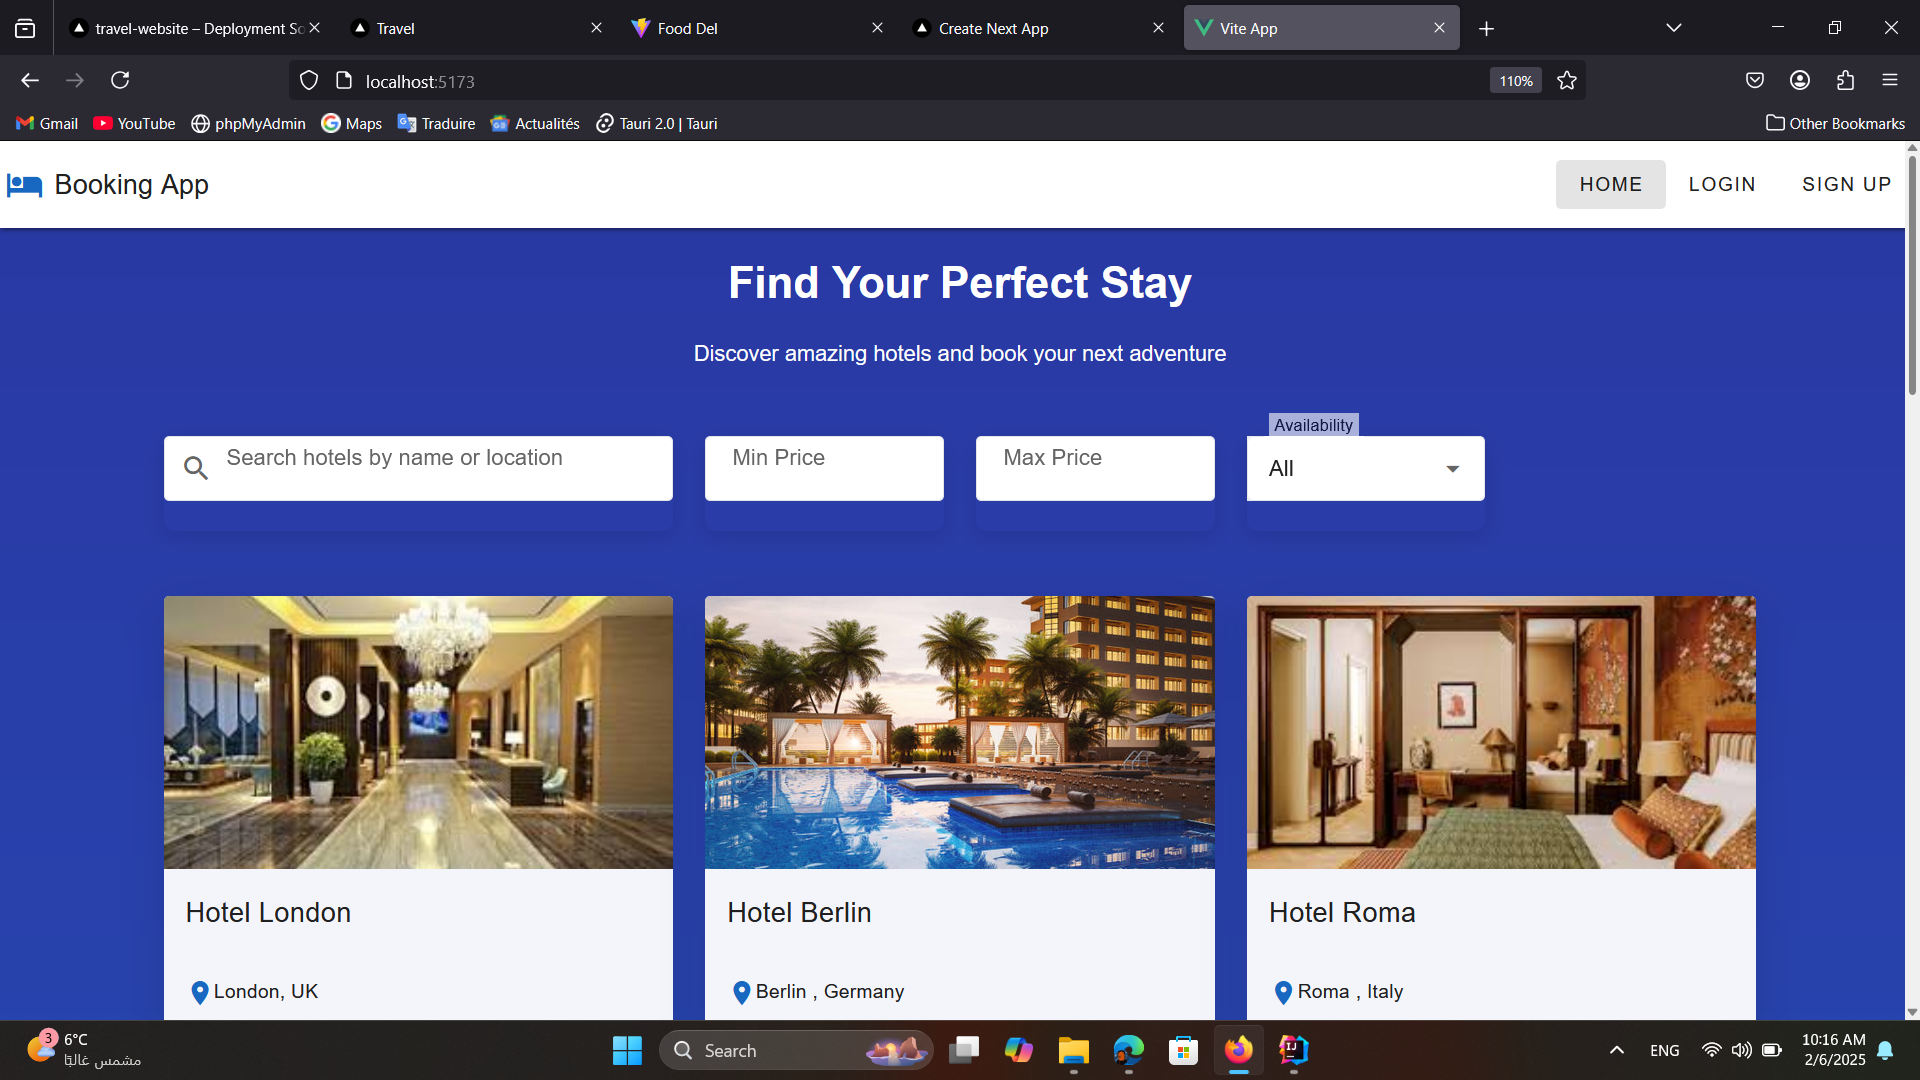 travel-website – Deployment So
Travel
Food Del
Create Next App
Vite App
localhost:5173
110%
Gmail
YouTube
phpMyAdmin
Maps
Traduire
Actualités
Tauri 2.0 | Tauri
Other Bookmarks
Booking App
HOME
LOGIN
SIGN UP
Find Your Perfect Stay
Discover amazing hotels and book your next adventure
Search hotels by name or location
Min Price
Max Price
Availability
All
Hotel London
Hotel Berlin
Hotel Roma
London, UK
Berlin , Germany
Roma , Italy
3
6°C
مشمس غالبًا
Search
IJ
ENG
10:16 AM
2/6/2025